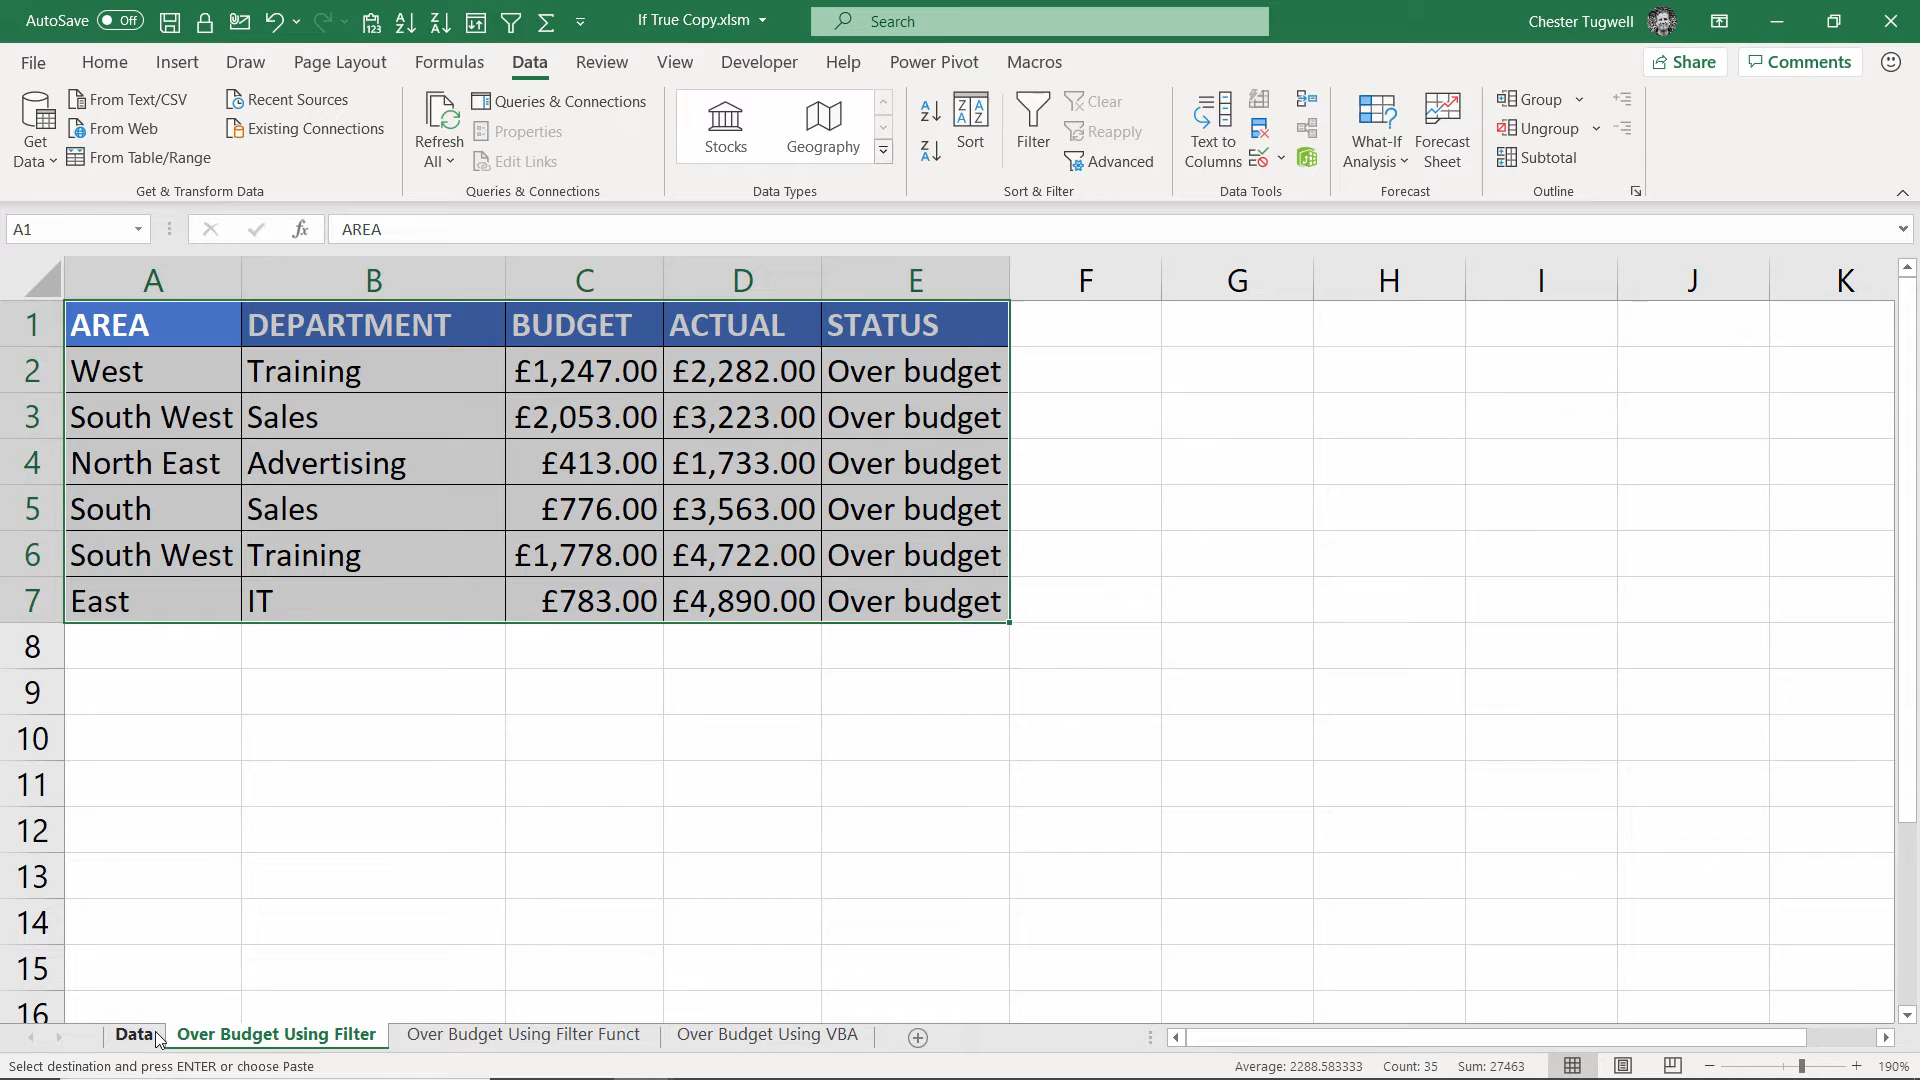 AutoSave Off If True Copy.xlsm Search Chester Tugwell
File Home Insert Draw Page Layout Formulas Data Review View Developer Help Power Pivot Macros Share Comments
Get Data
From Text/CSV
From Web
From Table/Range
Recent Sources
Existing Connections
Get & Transform Data
Refresh All
Queries & Connections
Properties
Edit Links
Queries & Connections
Stocks
Geography
Data Types
Sort
Filter
Clear
Reapply
Advanced
Sort & Filter
Text to Columns
Data Tools
What-If Analysis
Forecast Sheet
Forecast
Group
Ungroup
Subtotal
Outline
A1 fx AREA
A B C D E F G H I J K
1 AREA DEPARTMENT BUDGET ACTUAL STATUS
2 West Training £1,247.00 £2,282.00 Over budget
3 South West Sales £2,053.00 £3,223.00 Over budget
4 North East Advertising £413.00 £1,733.00 Over budget
5 South Sales £776.00 £3,563.00 Over budget
6 South West Training £1,778.00 £4,722.00 Over budget
7 East IT £783.00 £4,890.00 Over budget
8
9
10
11
12
13
14
15
16
Data Over Budget Using Filter Over Budget Using Filter Funct Over Budget Using VBA
Select destination and press ENTER or choose Paste Average: 2288.583333 Count: 35 Sum: 27463 190%